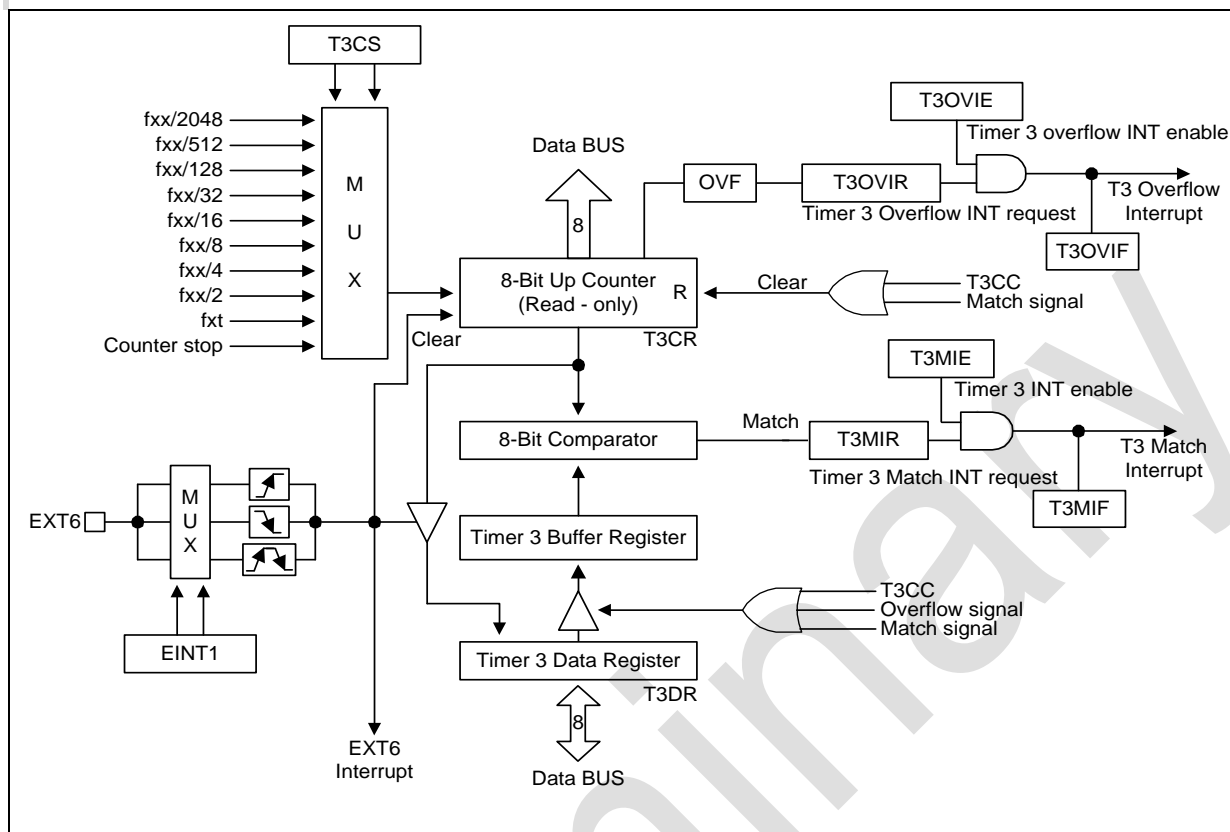 T3CS
fxx/2048
fxx/512
fxx/128
fxx/32
fxx/16
fxx/8
fxx/4
fxx/2
fxt
Counter stop
M
U
X
Data BUS
8
8-Bit Up Counter
(Read - only)
R
T3CR
Clear
OVF
T3OVIR
Timer 3 Overflow INT request
T3OVIE
Timer 3 overflow INT enable
T3 Overflow
Interrupt
T3OVIF
Clear
T3CC
Match signal
8-Bit Comparator
Match
T3MIR
Timer 3 Match INT request
T3MIE
Timer 3 INT enable
T3 Match
Interrupt
T3MIF
EXT6
M
U
X
EINT1
EXT6
Interrupt
Timer 3 Buffer Register
T3CC
Overflow signal
Match signal
Timer 3 Data Register
T3DR
8
Data BUS
minary